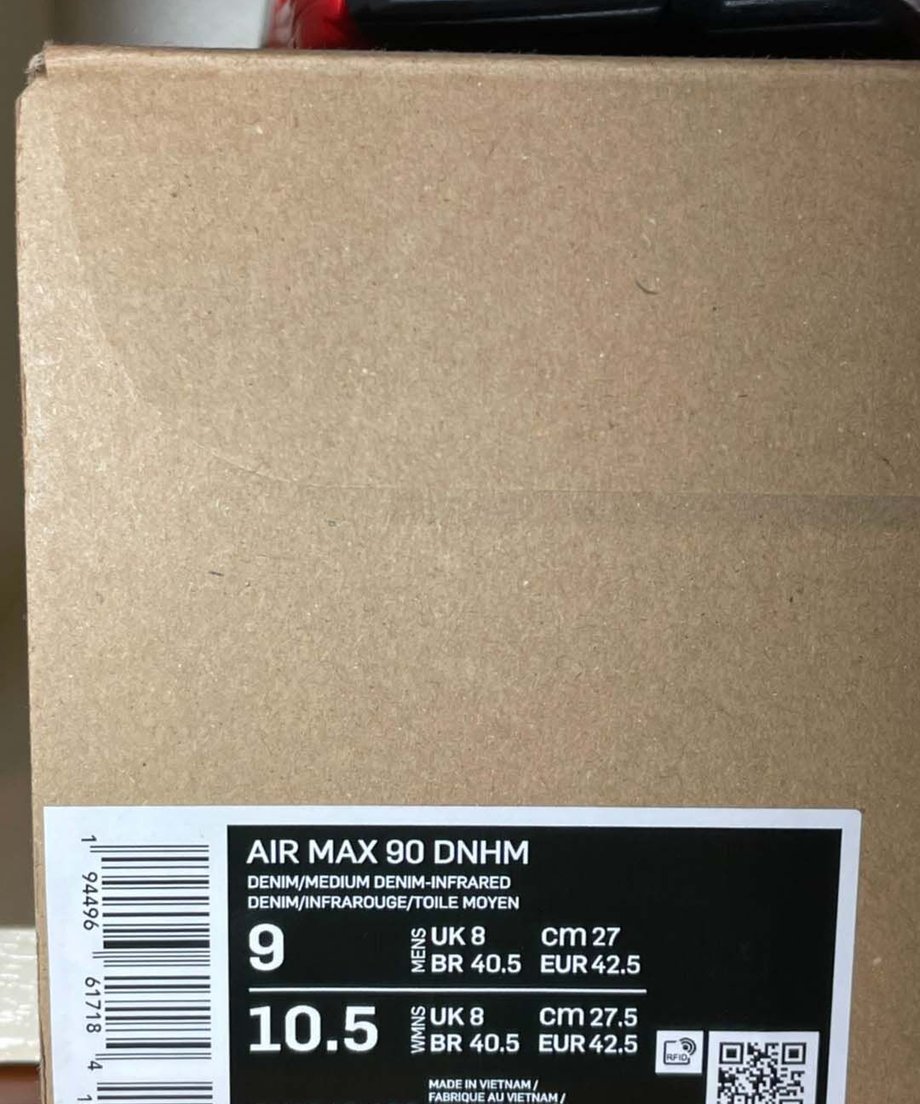 AIR MAX 90 DNHM
DENIM/MEDIUM DENIM-INFRARED
DENIM/INFRAROUGE/TOILE MOYEN
9 MENS UK 8 cm 27
BR 40.5 EUR 42.5
10.5 WMNS UK 8 cm 27.5
BR 40.5 EUR 42.5
RFID
MADE IN VIETNAM /
FABRIQUE AU VIETNAM /
1 94496 61718 4